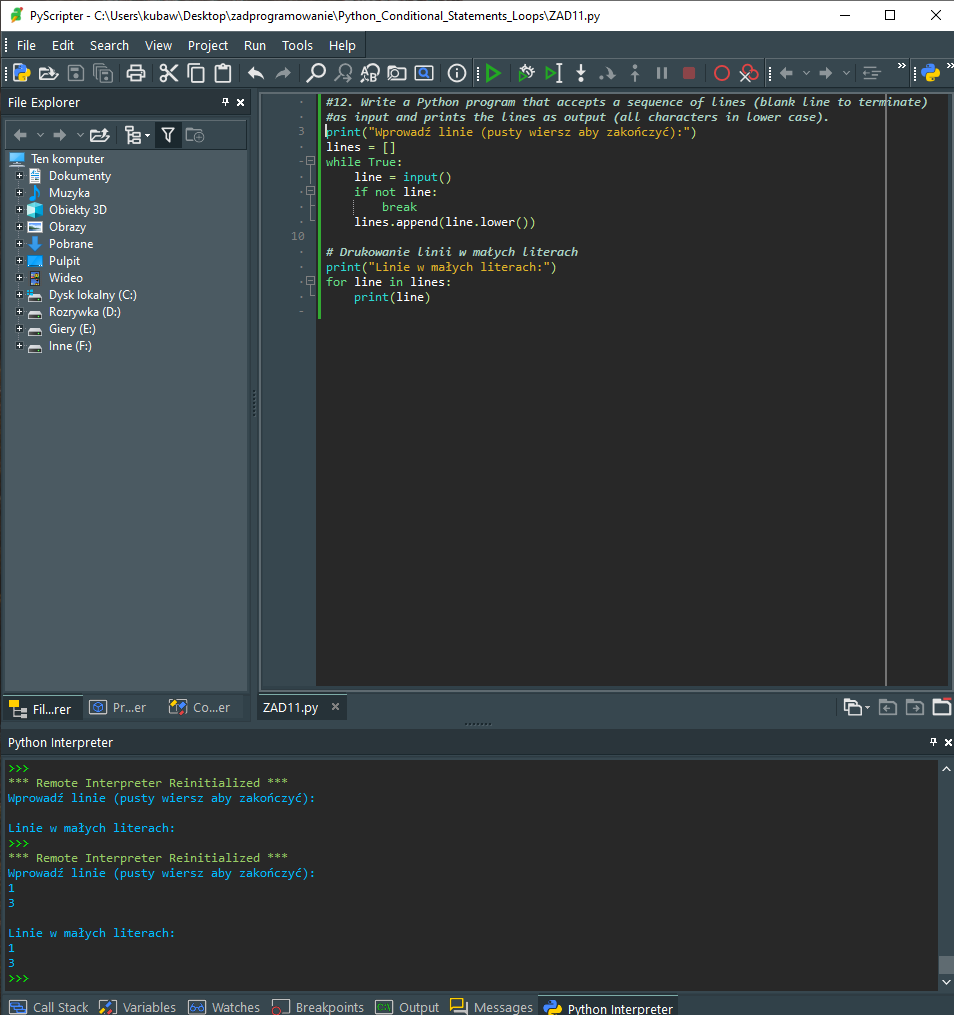 PyScripter - C:\Users\kubaw\Desktop\zadprogramowanie\Python_Conditional_Statements_Loops\ZAD11.py
File Edit Search View Project Run Tools Help
File Explorer
Ten komputer
Dokumenty
Muzyka
Obiekty 3D
Obrazy
Pobrane
Pulpit
Wideo
Dysk lokalny (C:)
Rozrywka (D:)
Giery (E:)
Inne (F:)
Fil...rer Pr...er Co...er
#12. Write a Python program that accepts a sequence of lines (blank line to terminate)
#as input and prints the lines as output (all characters in lower case).
3 print("Wprowadź linie (pusty wiersz aby zakończyć):")
lines = []
while True:
    line = input()
    if not line:
        break
    lines.append(line.lower())
10
# Drukowanie linii w małych literach
print("Linie w małych literach:")
for line in lines:
    print(line)
ZAD11.py
Python Interpreter
>>>
*** Remote Interpreter Reinitialized ***
Wprowadź linie (pusty wiersz aby zakończyć):
Linie w małych literach:
>>>
*** Remote Interpreter Reinitialized ***
Wprowadź linie (pusty wiersz aby zakończyć):
1
3
Linie w małych literach:
1
3
>>>
Call Stack Variables Watches Breakpoints Output Messages Python Interpreter